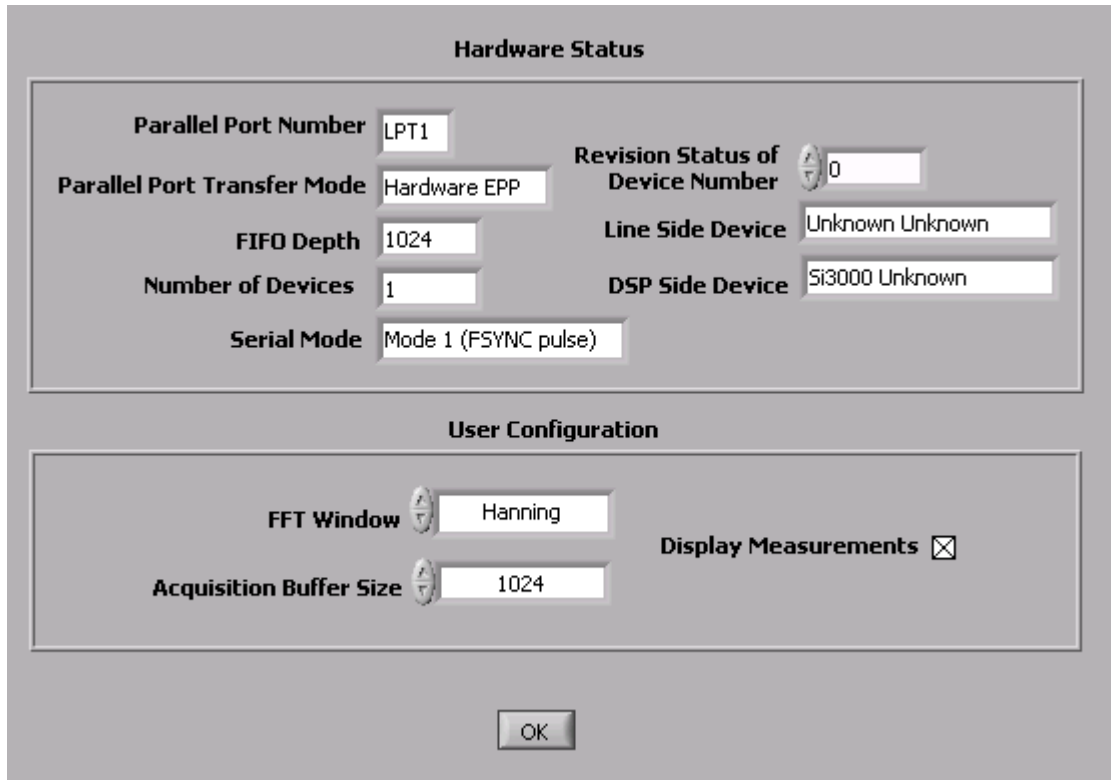 Hardware Status
Parallel Port Number LPT1
Parallel Port Transfer Mode Hardware EPP
FIFO Depth 1024
Number of Devices 1
Serial Mode Mode 1 (FSYNC pulse)
Revision Status of
Device Number 0
Line Side Device Unknown Unknown
DSP Side Device Si3000 Unknown
User Configuration
FFT Window Hanning
Acquisition Buffer Size 1024
Display Measurements
OK